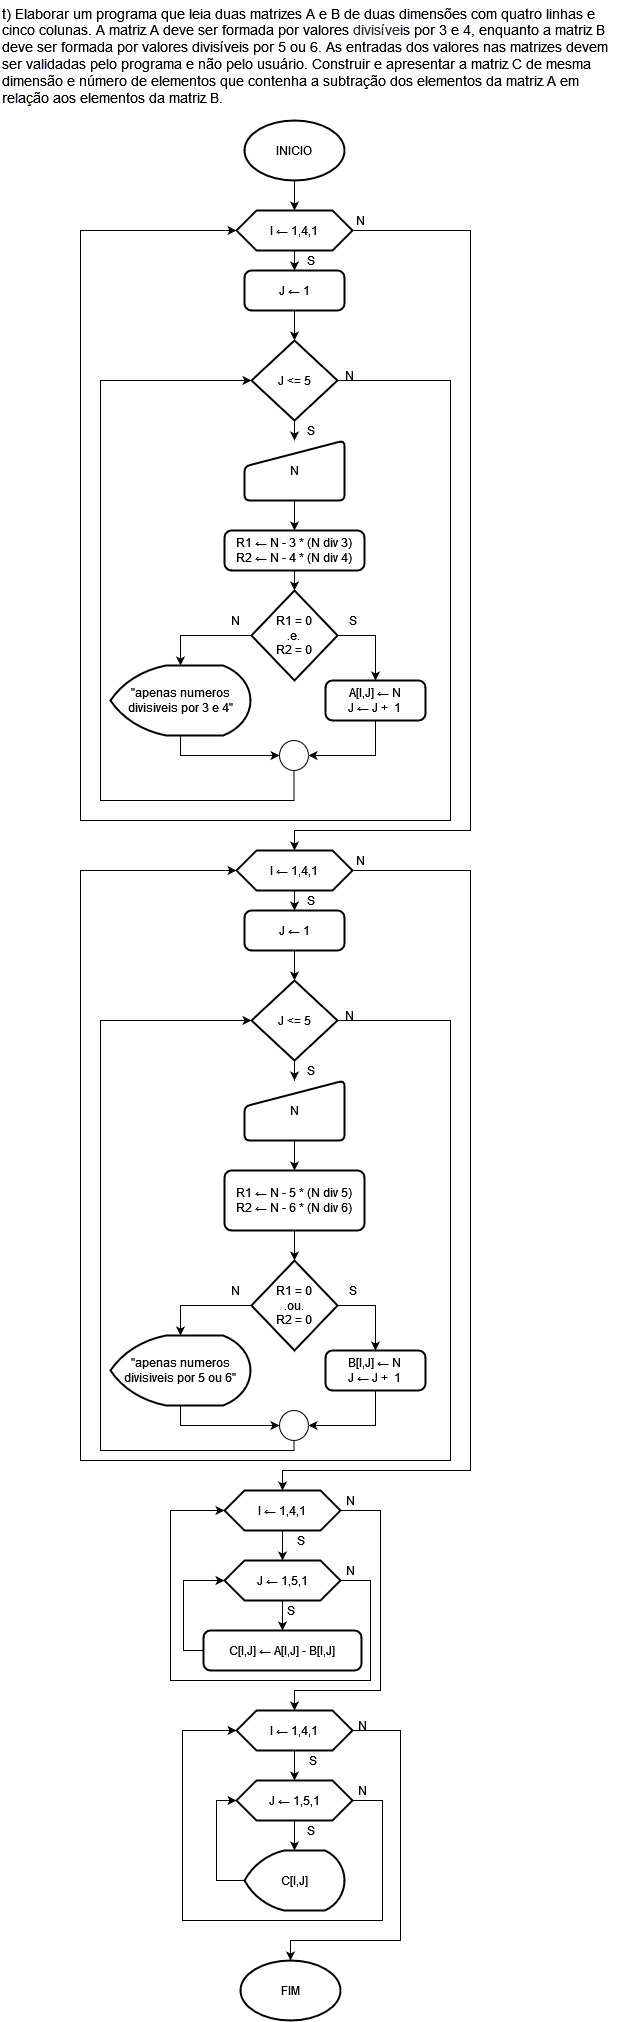 t) Elaborar um programa que leia duas matrizes A e B de duas dimensões com quatro linhas e
cinco colunas. A matriz A deve ser formada por valores divisíveis por 3 e 4, enquanto a matriz B
deve ser formada por valores divisíveis por 5 ou 6. As entradas dos valores nas matrizes devem
ser validadas pelo programa e não pelo usuário. Construir e apresentar a matriz C de mesma
dimensão e número de elementos que contenha a subtração dos elementos da matriz A em
relação aos elementos da matriz B.
INICIO
I ← 1,4,1
N
S
J ← 1
J <= 5
N
S
N
R1 ← N - 3 * (N div 3)
R2 ← N - 4 * (N div 4)
N
R1 = 0
.e.
R2 = 0
S
"apenas numeros
divisiveis por 3 e 4"
A[I,J] ← N
J ← J + 1
I ← 1,4,1
N
S
J ← 1
J <= 5
N
S
N
R1 ← N - 5 * (N div 5)
R2 ← N - 6 * (N div 6)
N
R1 = 0
.ou.
R2 = 0
S
"apenas numeros
divisiveis por 5 ou 6"
B[I,J] ← N
J ← J + 1
I ← 1,4,1
N
S
J ← 1,5,1
N
S
C[I,J] ← A[I,J] - B[I,J]
I ← 1,4,1
N
S
J ← 1,5,1
N
S
C[I,J]
FIM